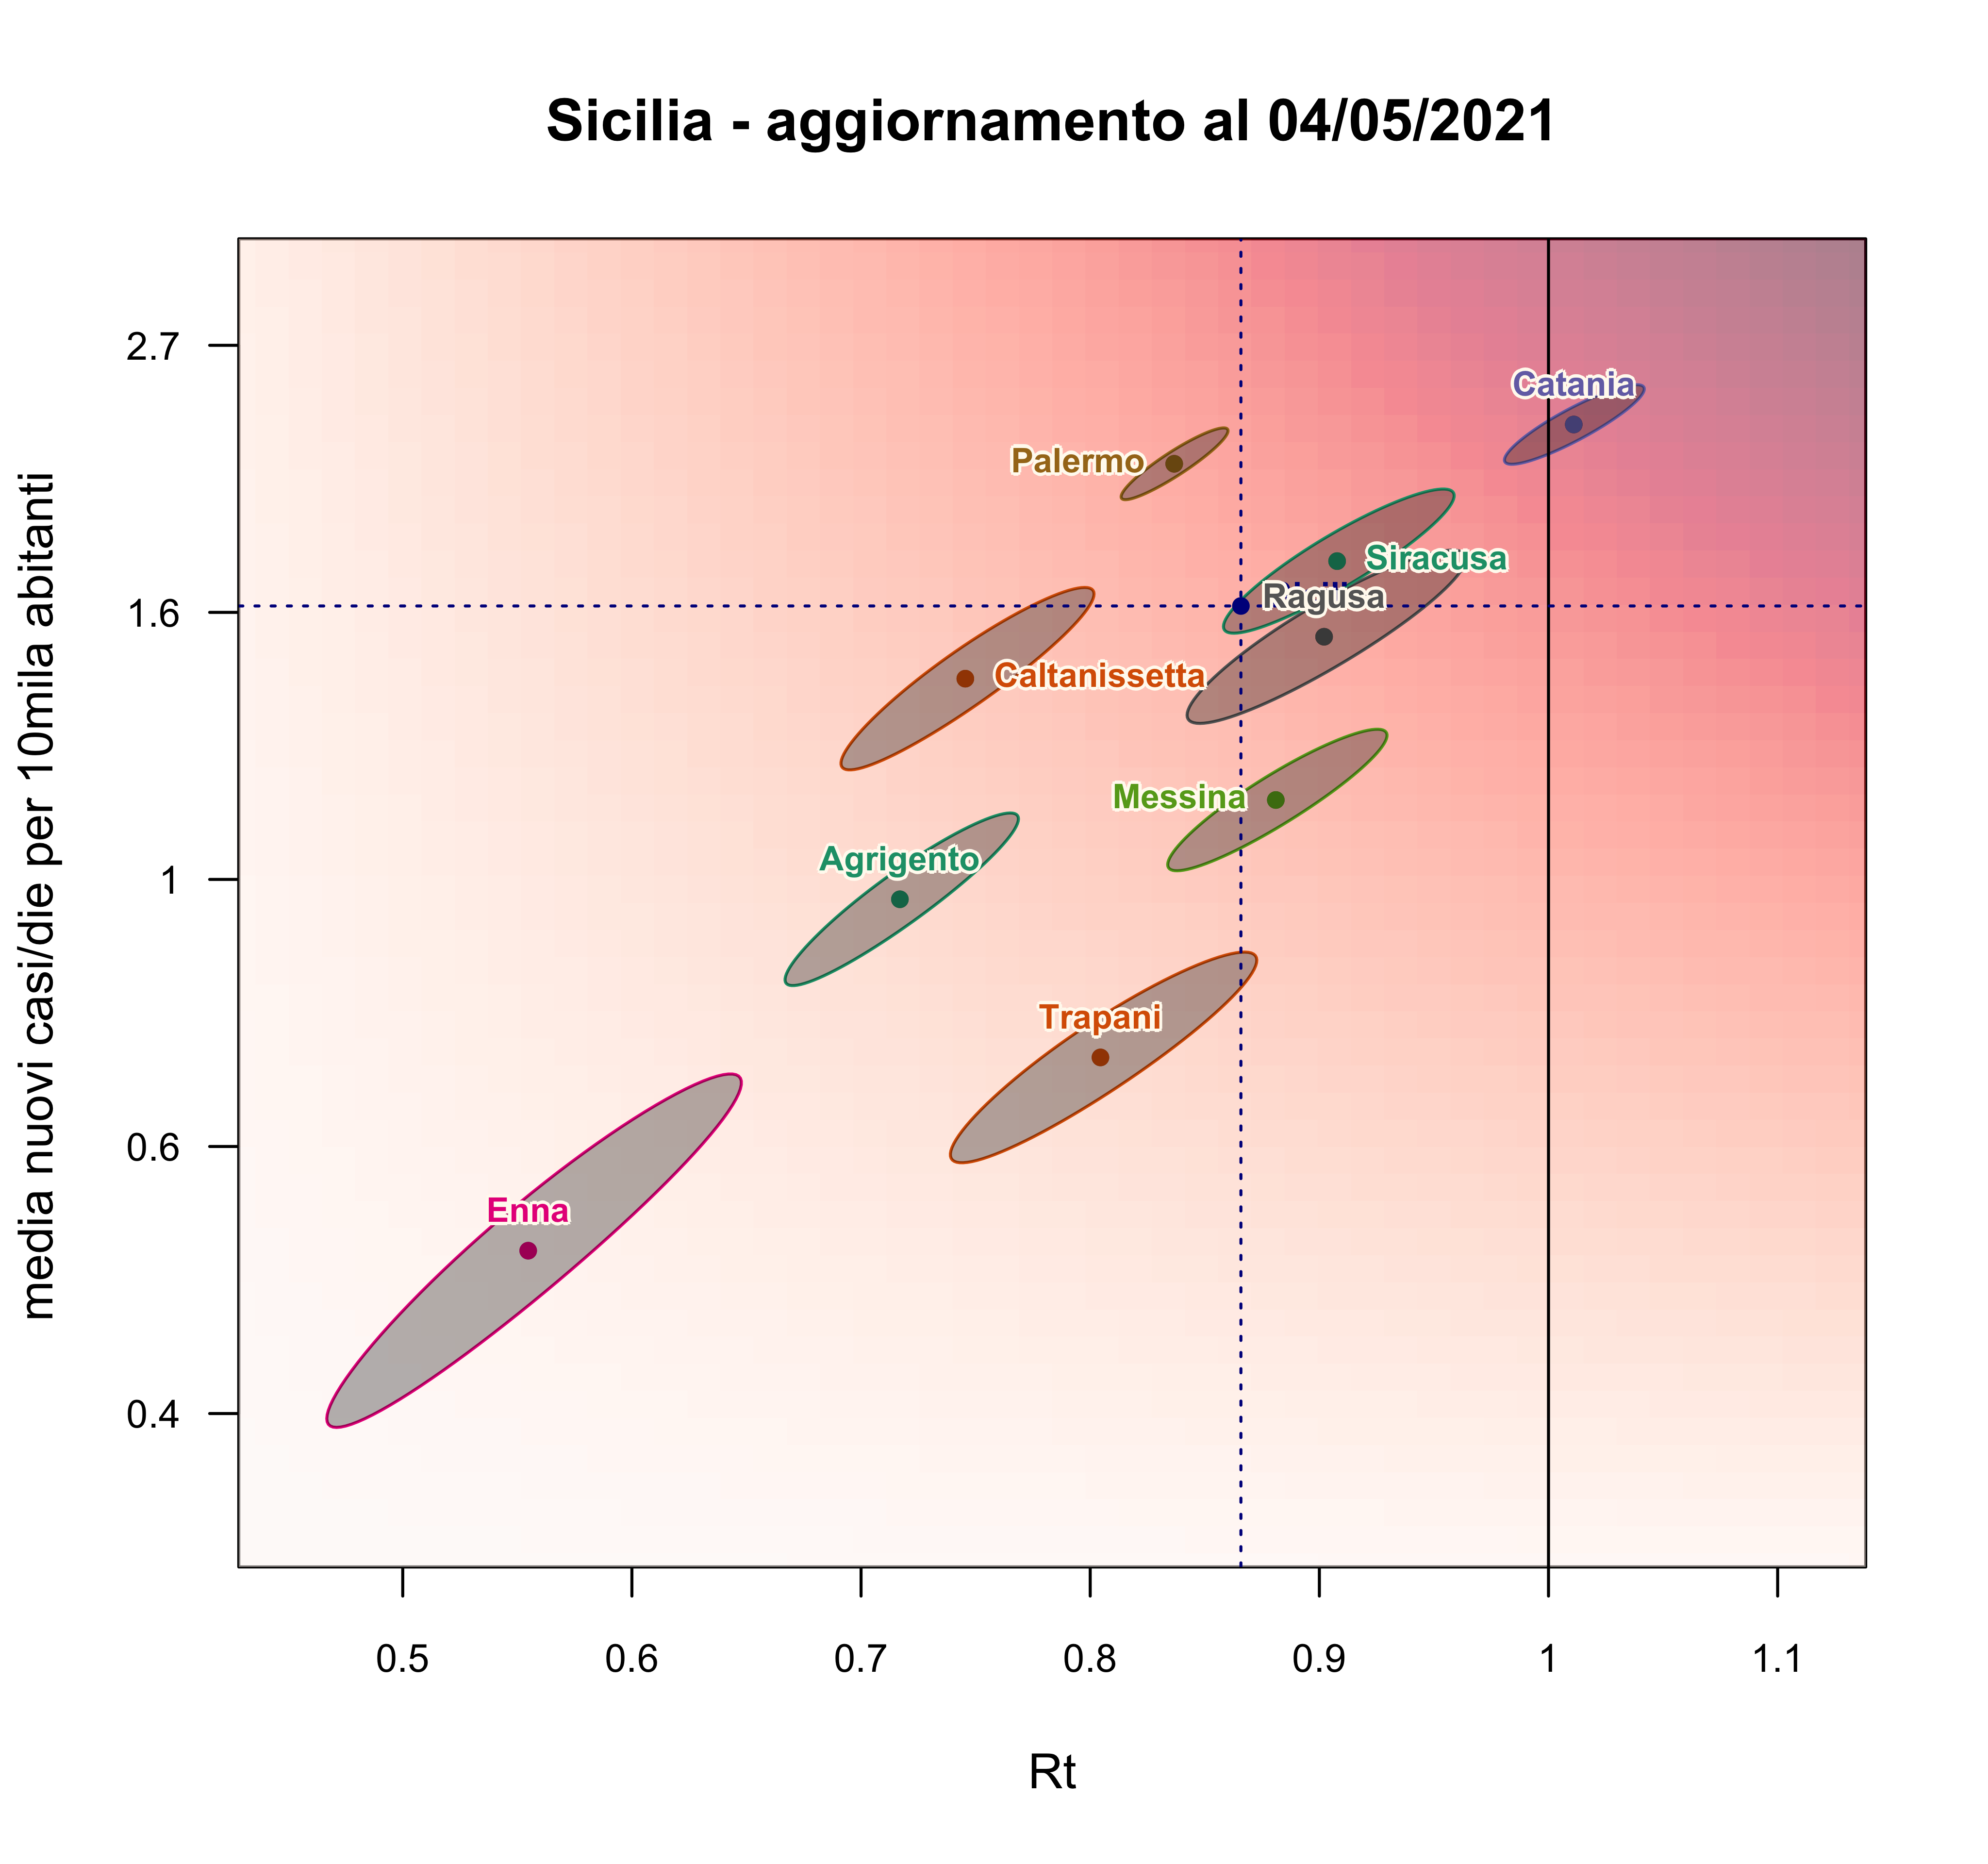 Sicilia - aggiornamento al 04/05/2021
media nuovi casi/die per 10mila abitanti
2.7
1.6
1
0.6
0.4
Catania
Palermo
Siracusa
Ragusa
Caltanissetta
Messina
Agrigento
Trapani
Enna
0.5
0.6
0.7
0.8
0.9
1
1.1
Rt